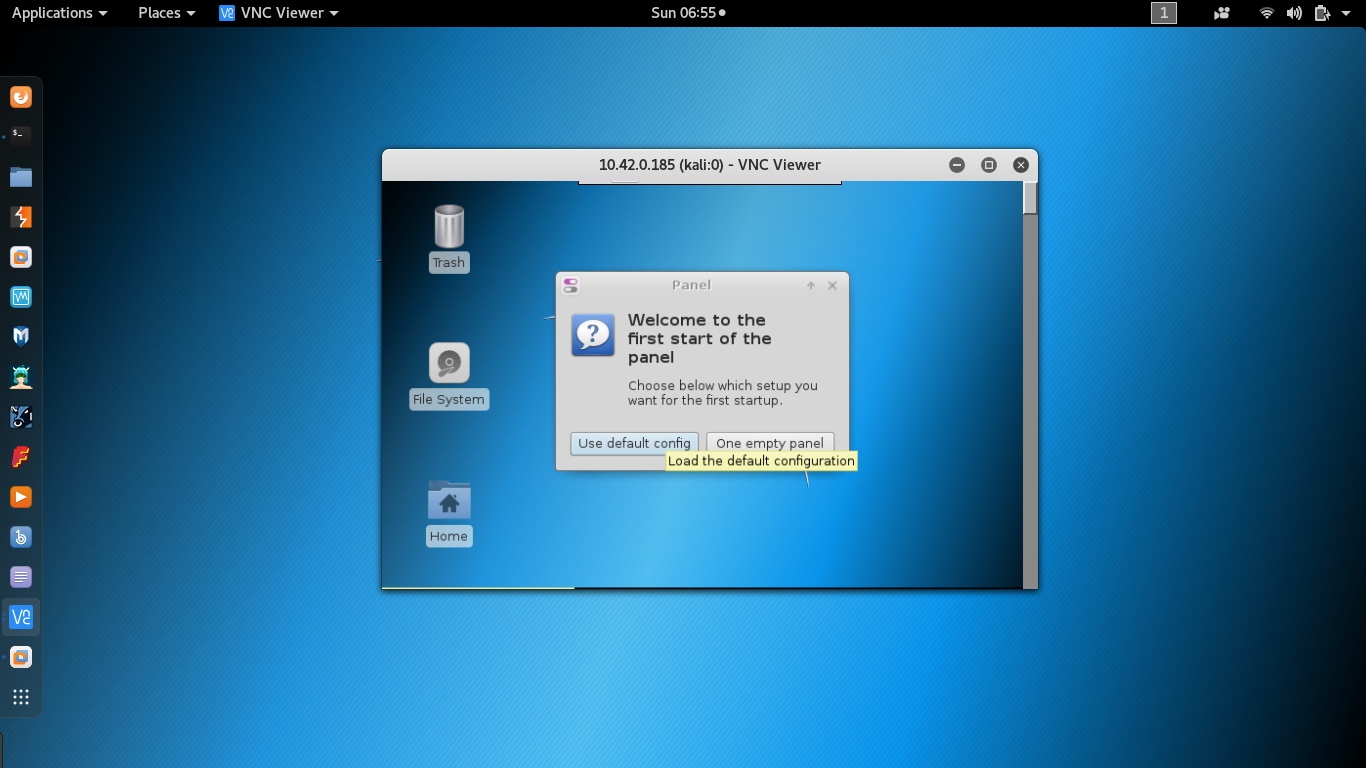 Applications Places VNC Viewer Sun 06:55 1
10.42.0.185 (kali:0) - VNC Viewer
Trash
Panel
Welcome to the
first start of the
panel
Choose below which setup you
want for the first startup.
File System
Use default config One empty panel
Load the default configuration
Home